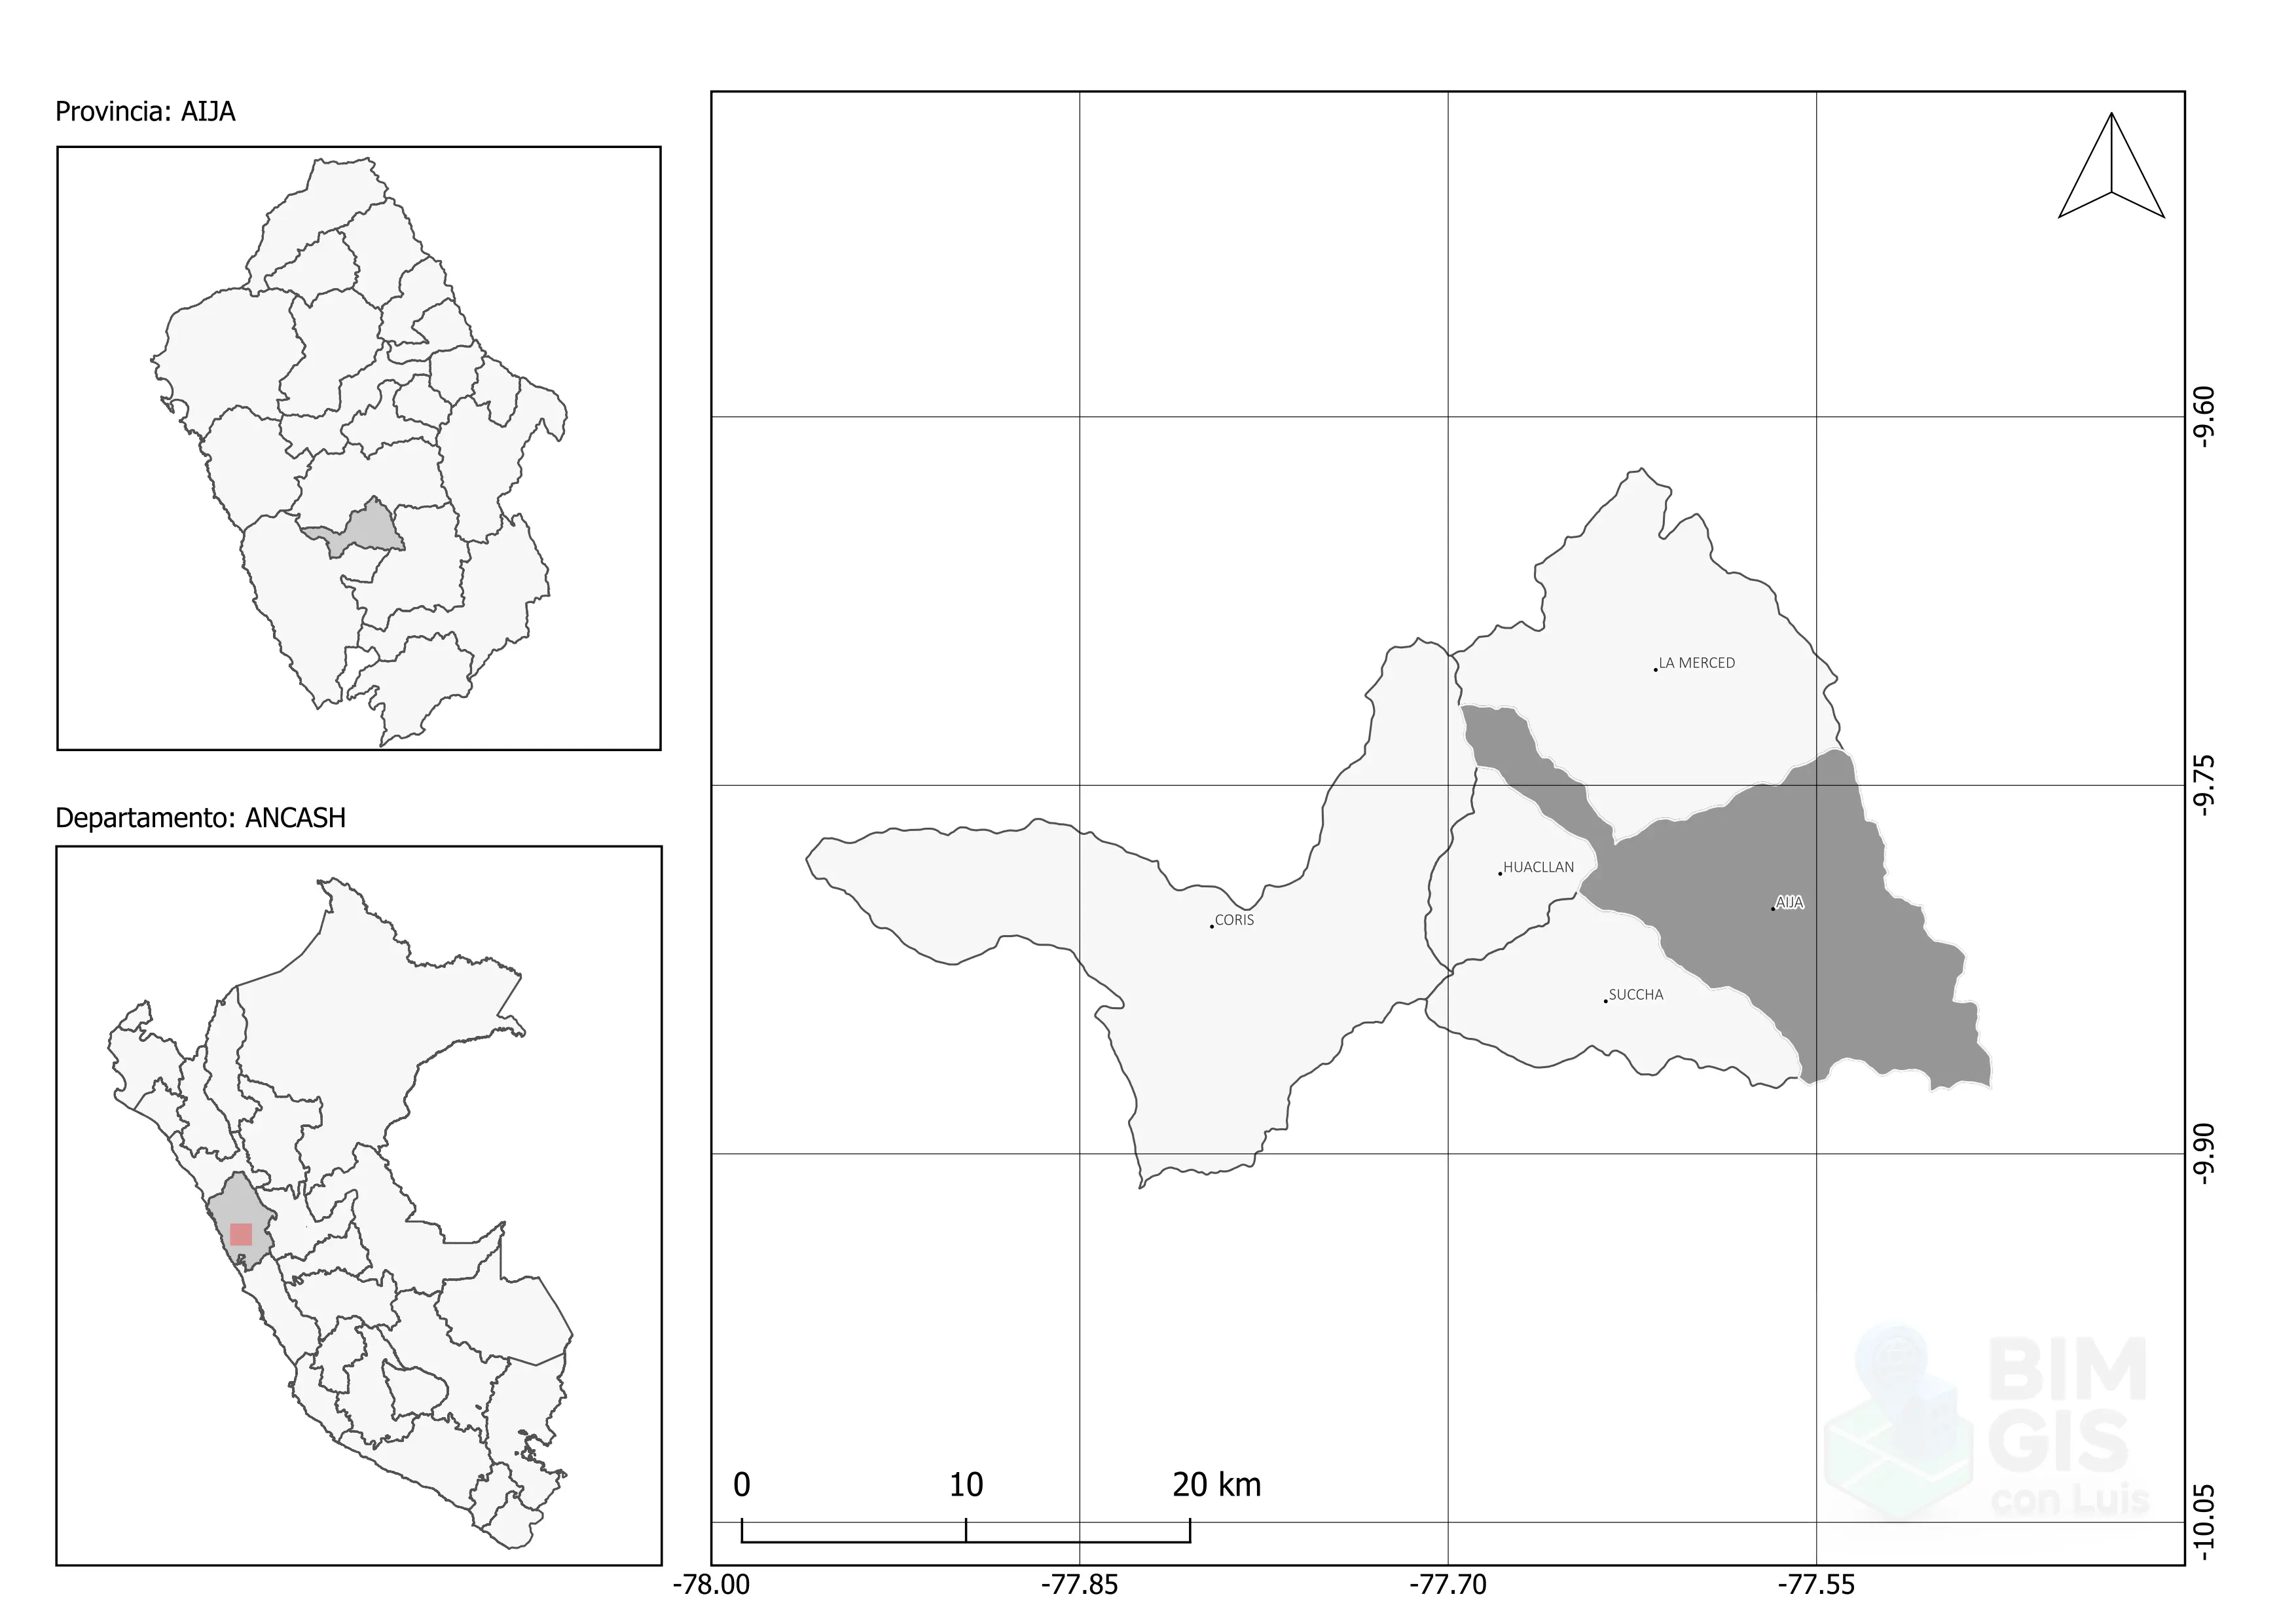 Provincia: AIJA
Departamento: ANCASH
LA MERCED
HUACLLAN
AIJA
CORIS
SUCCHA
-9.60
-9.75
-9.90
-10.05
0 10 20 km
-78.00 -77.85 -77.70 -77.55
BIM
GIS
con Luis